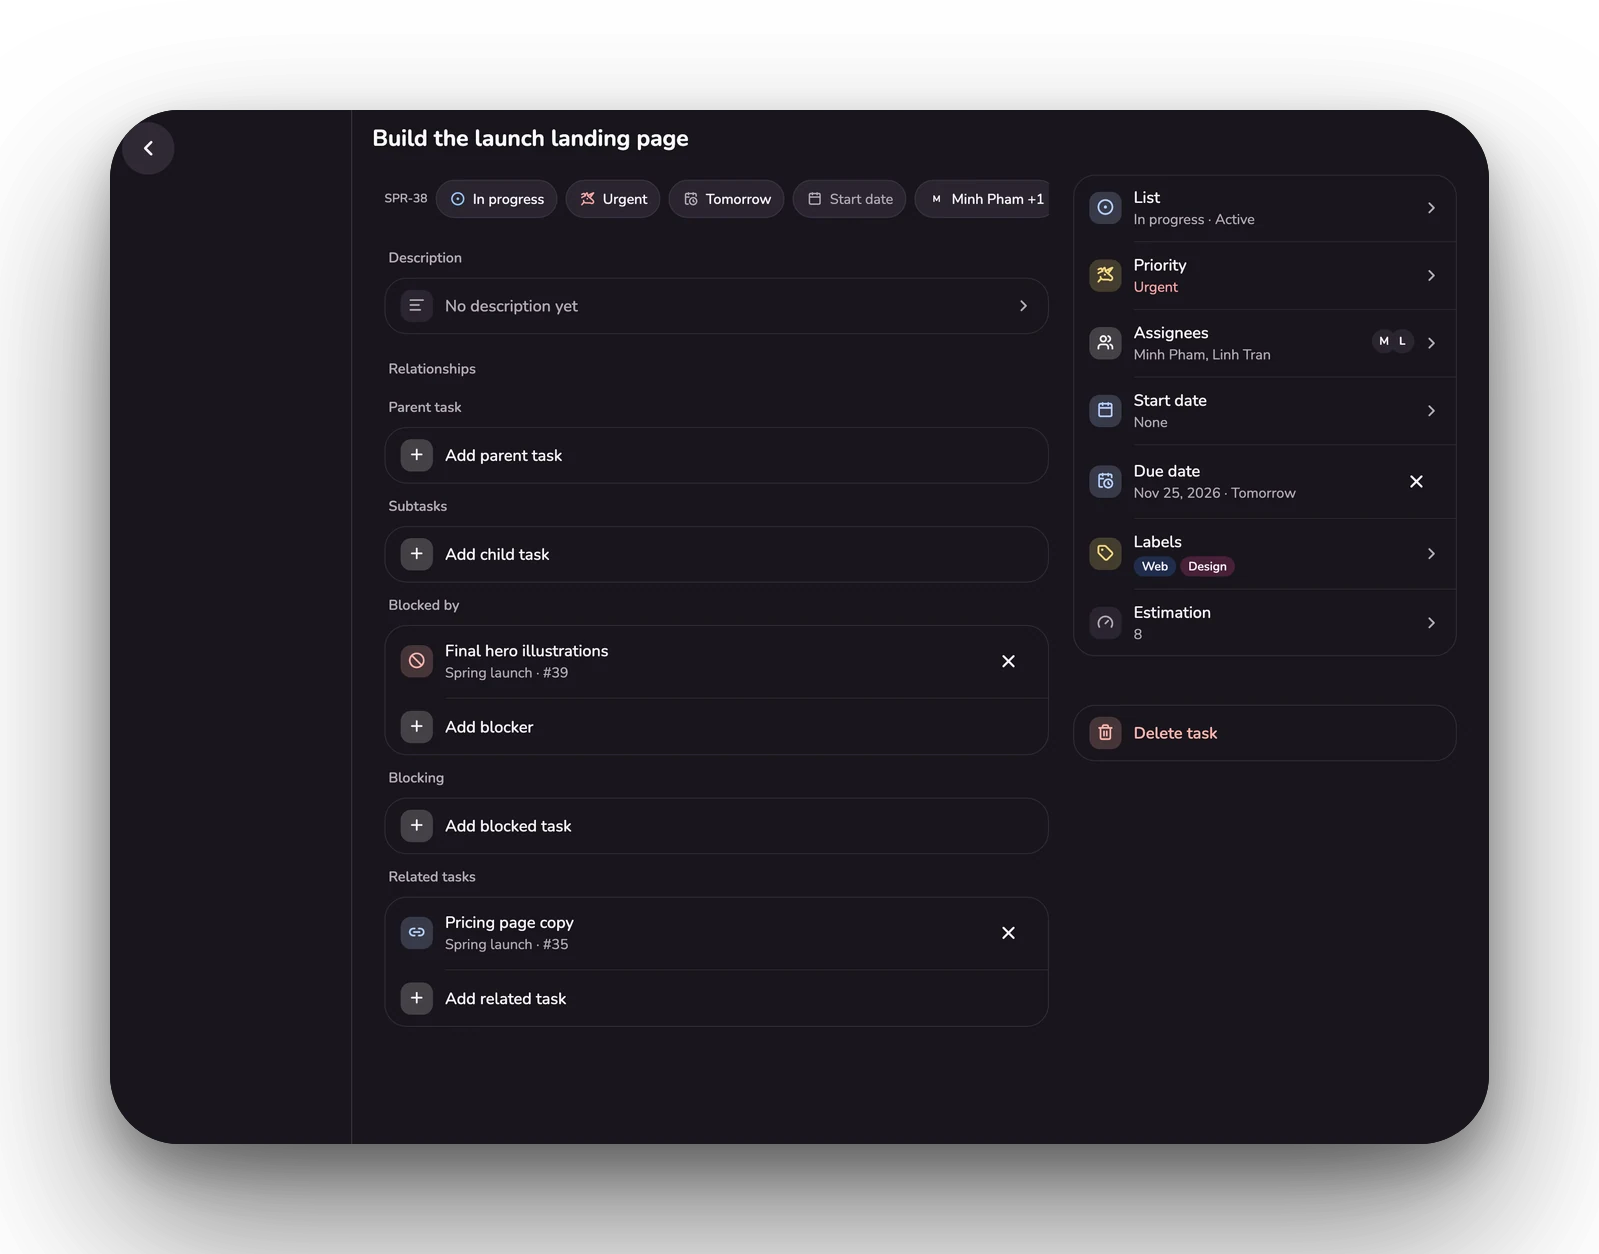 Build the launch landing page
SPR-38 In progress Urgent Tomorrow Start date M Minh Pham +1
Description
No description yet
Relationships
Parent task
Add parent task
Subtasks
Add child task
Blocked by
Final hero illustrations
Spring launch · #39
Add blocker
Blocking
Add blocked task
Related tasks
Pricing page copy
Spring launch · #35
Add related task
List
In progress · Active
Priority
Urgent
Assignees
Minh Pham, Linh Tran
M L
Start date
None
Due date
Nov 25, 2026 · Tomorrow
Labels
Web Design
Estimation
8
Delete task